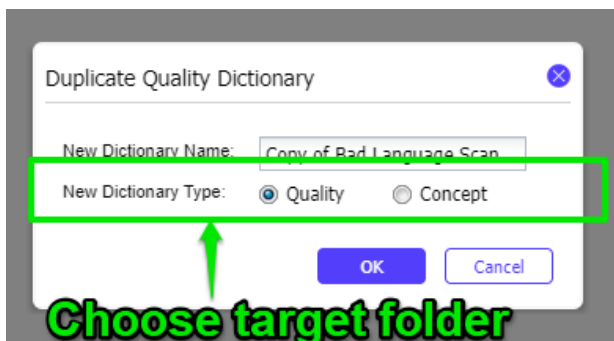 Duplicate Quality Dictionary
New Dictionary Name: Copy of Bad Language Scan
New Dictionary Type: Quality Concept
OK Cancel
Choose target folder